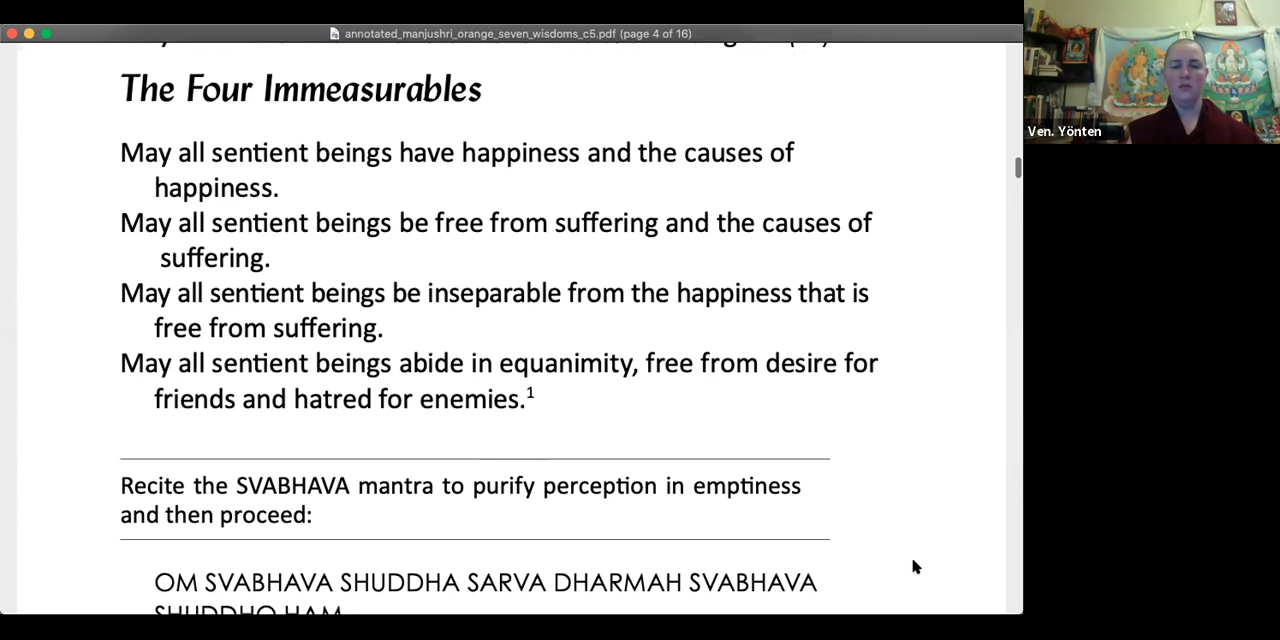 annotated_manjushri_orange_seven_wisdoms_c5.pdf (page 4 of 16)
The Four Immeasurables
May all sentient beings have happiness and the causes of
happiness.
May all sentient beings be free from suffering and the causes of
suffering.
May all sentient beings be inseparable from the happiness that is
free from suffering.
May all sentient beings abide in equanimity, free from desire for
friends and hatred for enemies.¹
Recite the SVABHAVA mantra to purify perception in emptiness
and then proceed:
OM SVABHAVA SHUDDHA SARVA DHARMAH SVABHAVA
SHUDDHO HAM
Ven. Yönten